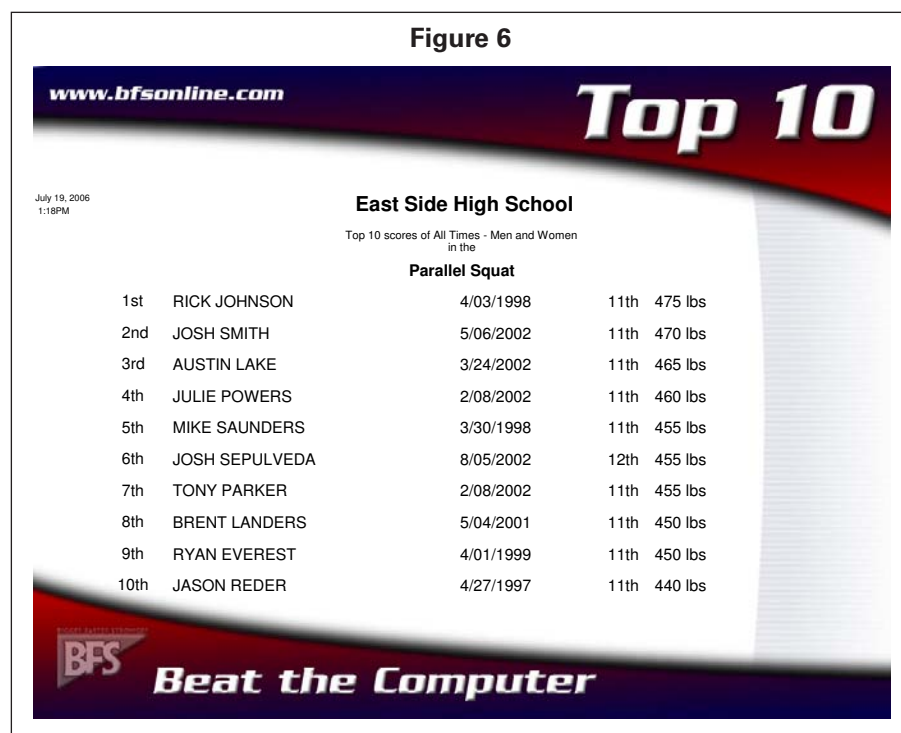 Figure 6
www.bfsonline.com
Top 10
July 19, 2006
1:18PM
East Side High School
Top 10 scores of All Times - Men and Women
in the
Parallel Squat
1st RICK JOHNSON 4/03/1998 11th 475 lbs
2nd JOSH SMITH 5/06/2002 11th 470 lbs
3rd AUSTIN LAKE 3/24/2002 11th 465 lbs
4th JULIE POWERS 2/08/2002 11th 460 lbs
5th MIKE SAUNDERS 3/30/1998 11th 455 lbs
6th JOSH SEPULVEDA 8/05/2002 12th 455 lbs
7th TONY PARKER 2/08/2002 11th 455 lbs
8th BRENT LANDERS 5/04/2001 11th 450 lbs
9th RYAN EVEREST 4/01/1999 11th 450 lbs
10th JASON REDER 4/27/1997 11th 440 lbs
BFS
Beat the Computer